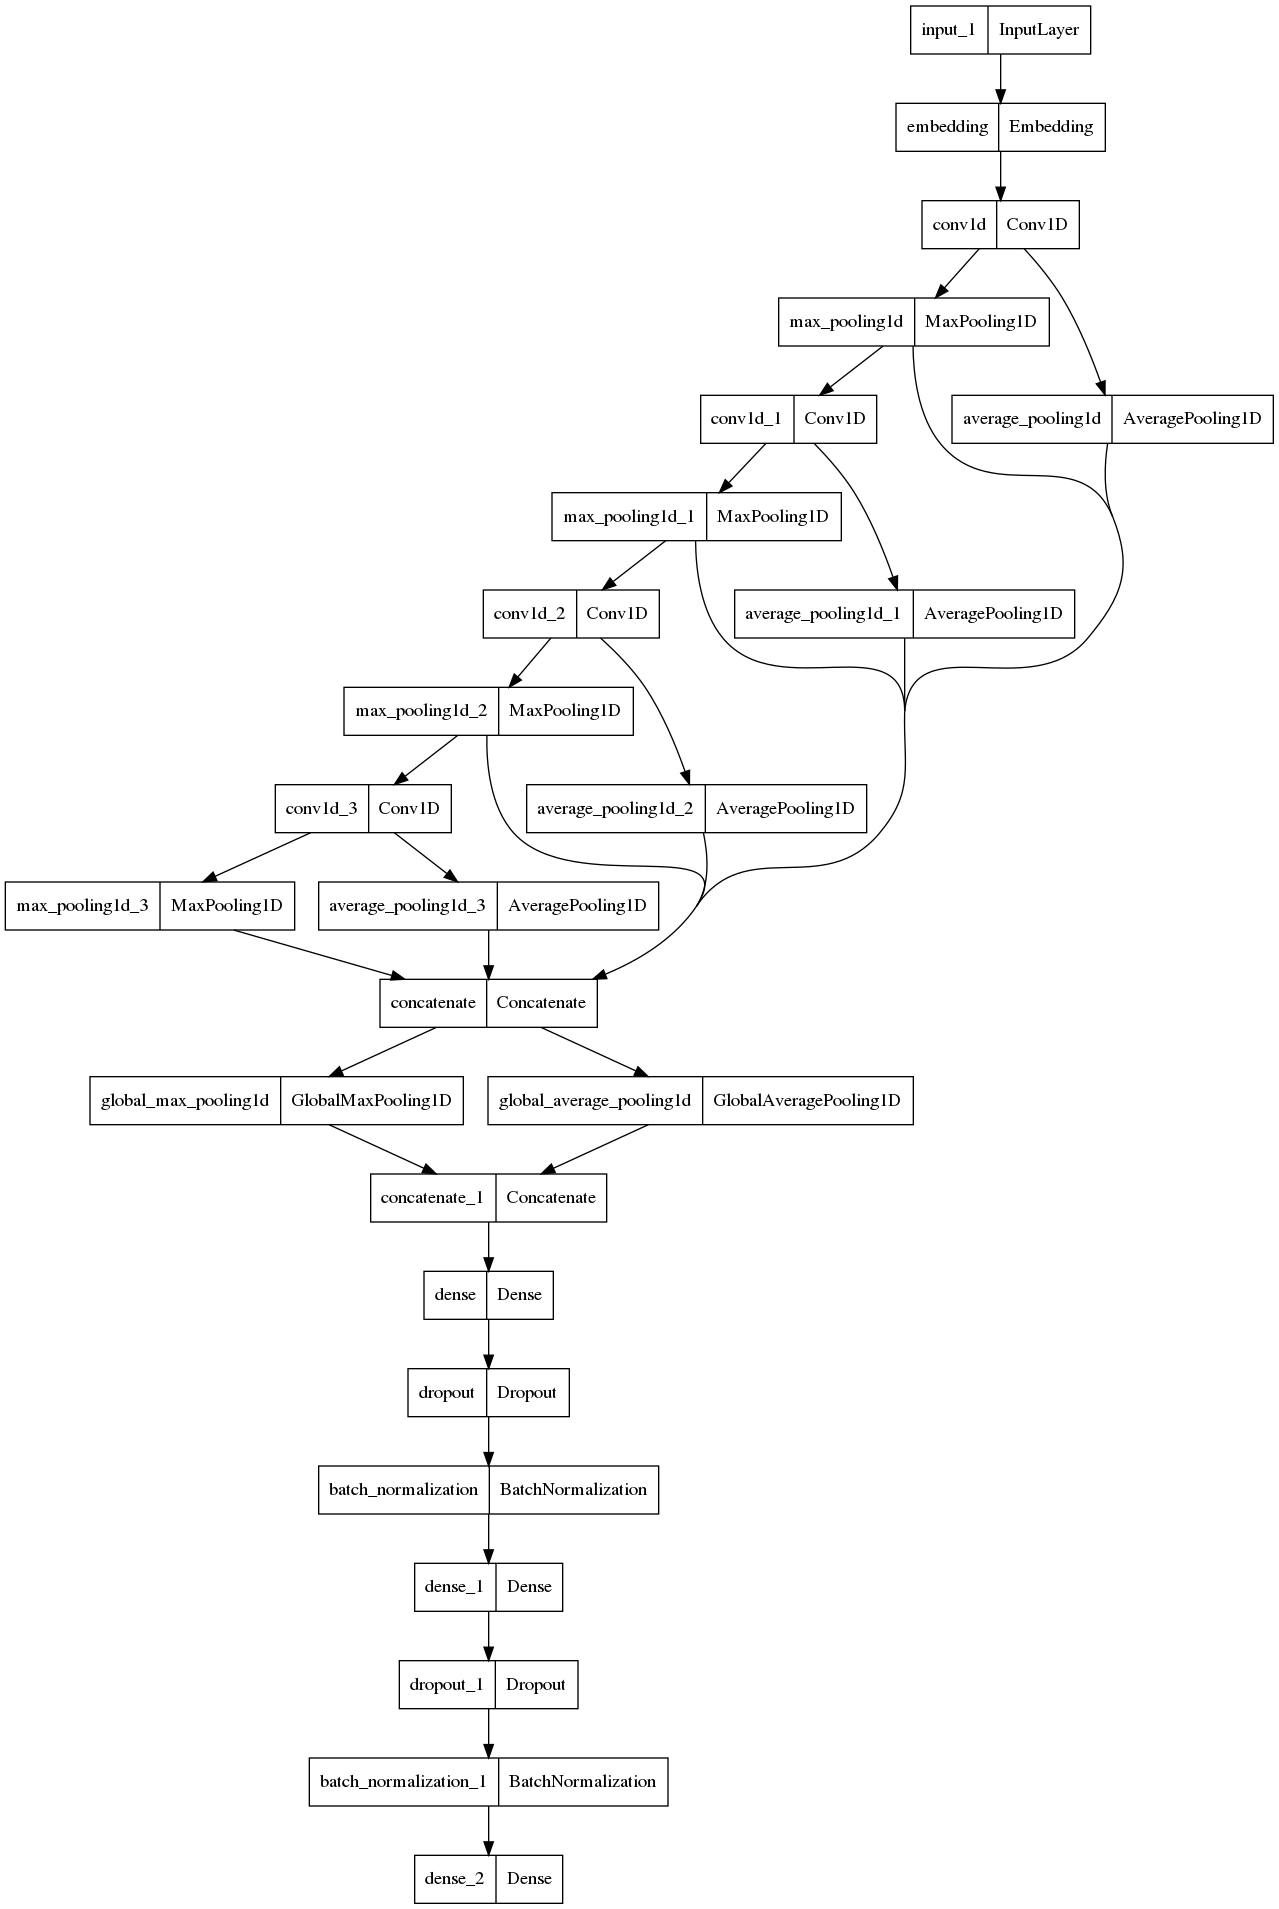 input_1 InputLayer
embedding Embedding
conv1d Conv1D
max_pooling1d MaxPooling1D
conv1d_1 Conv1D
average_pooling1d AveragePooling1D
max_pooling1d_1 MaxPooling1D
conv1d_2 Conv1D
average_pooling1d_1 AveragePooling1D
max_pooling1d_2 MaxPooling1D
conv1d_3 Conv1D
average_pooling1d_2 AveragePooling1D
max_pooling1d_3 MaxPooling1D
average_pooling1d_3 AveragePooling1D
concatenate Concatenate
global_max_pooling1d GlobalMaxPooling1D
global_average_pooling1d GlobalAveragePooling1D
concatenate_1 Concatenate
dense Dense
dropout Dropout
batch_normalization BatchNormalization
dense_1 Dense
dropout_1 Dropout
batch_normalization_1 BatchNormalization
dense_2 Dense